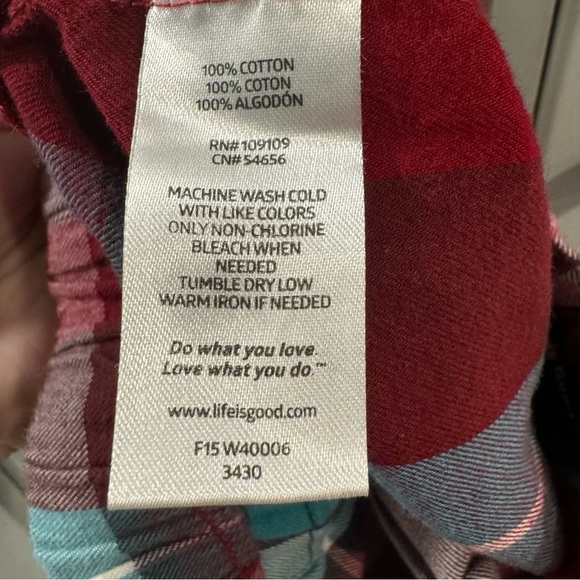 100% COTTON
100% COTON
100% ALGODÓN
RN# 109109
CN# 54656
MACHINE WASH COLD
WITH LIKE COLORS
ONLY NON-CHLORINE
BLEACH WHEN
NEEDED
TUMBLE DRY LOW
WARM IRON IF NEEDED
Do what you love.
Love what you do.™
www.lifeisgood.com
F15 W40006
3430